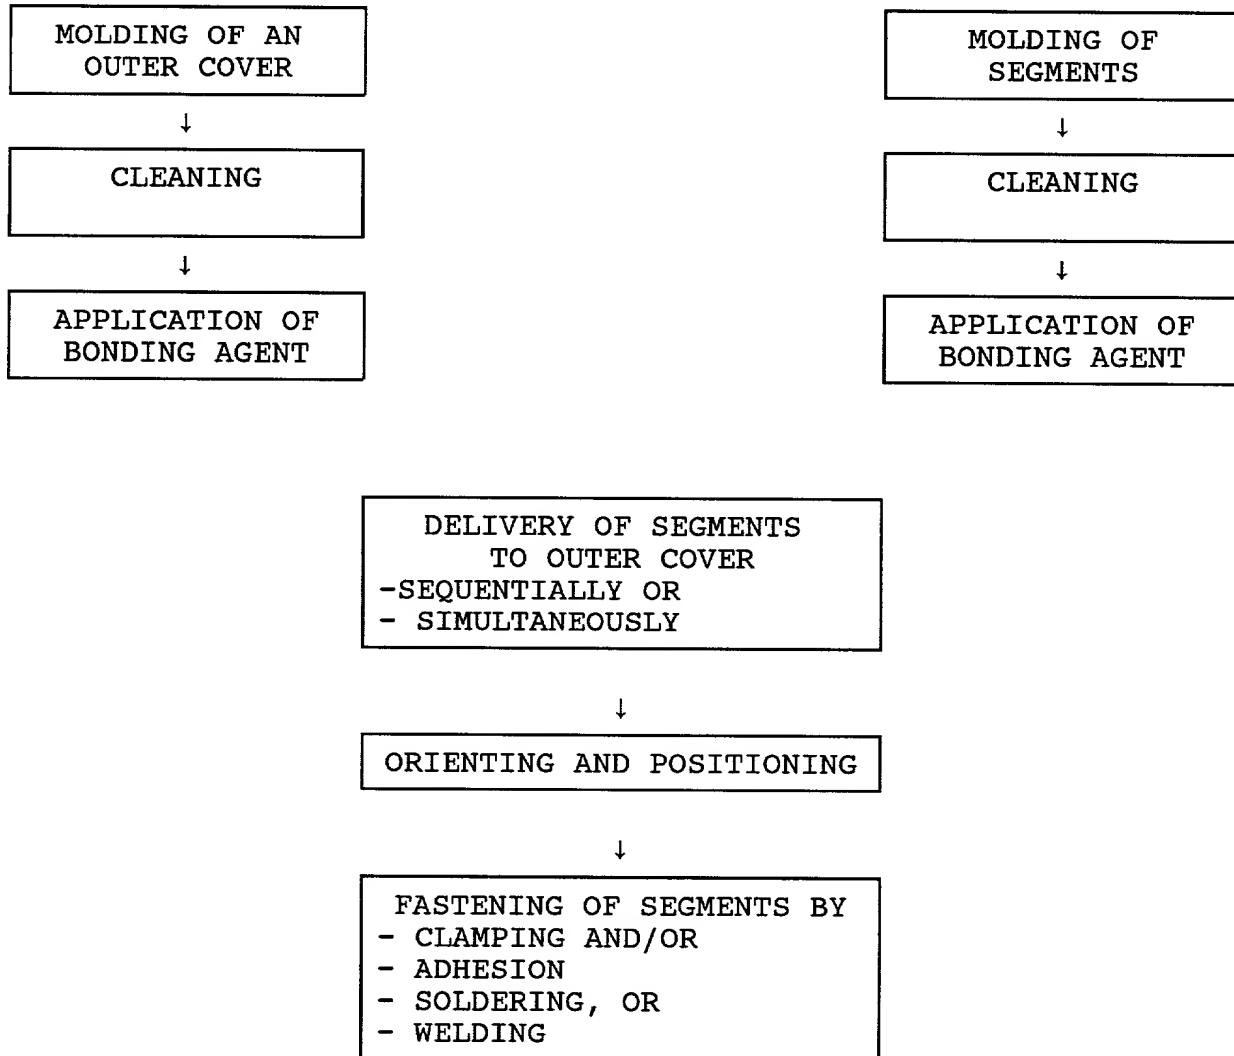 MOLDING OF AN
OUTER COVER
↓
CLEANING
↓
APPLICATION OF
BONDING AGENT
MOLDING OF
SEGMENTS
↓
CLEANING
↓
APPLICATION OF
BONDING AGENT
DELIVERY OF SEGMENTS
TO OUTER COVER
-SEQUENTIALLY OR
- SIMULTANEOUSLY
↓
ORIENTING AND POSITIONING
↓
FASTENING OF SEGMENTS BY
- CLAMPING AND/OR
- ADHESION
- SOLDERING, OR
- WELDING